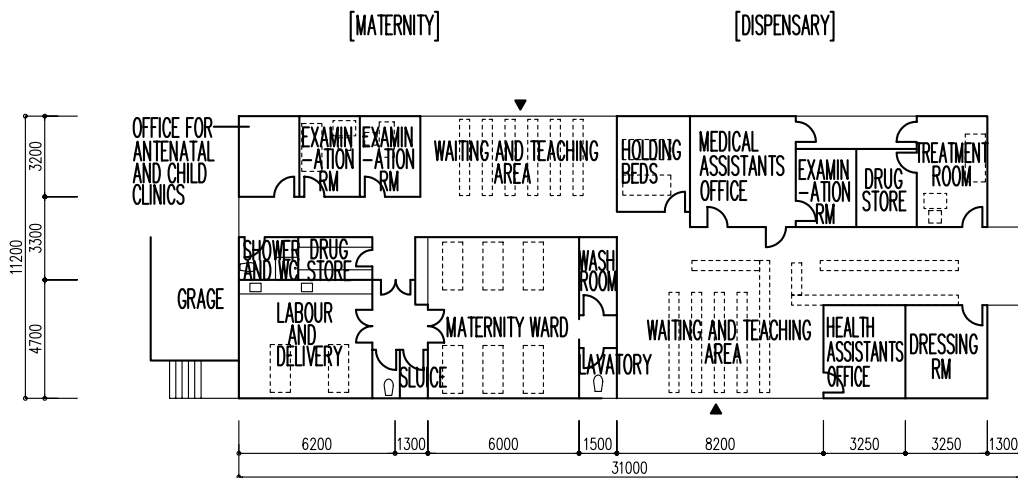 [MATERNITY]
[DISPENSARY]
OFFICE FOR
ANTENATAL
AND CHILD
CLINICS
EXAMIN
-ATION
RM
EXAMIN
-ATION
RM
WAITING AND TEACHING
AREA
HOLDING
BEDS
MEDICAL
ASSISTANTS
OFFICE
EXAMIN
-ATION
RM
DRUG
STORE
TREATMENT
ROOM
SHOWER
AND WG
DRUG
STORE
GRAGE
LABOUR
AND
DELIVERY
SLUICE
MATERNITY WARD
WASH
ROOM
LAVATORY
WAITING AND TEACHING
AREA
HEALTH
ASSISTANTS
OFFICE
DRESSING
RM
3200
3300
4700
11200
6200
1300
6000
1500
8200
3250
3250
1300
31000